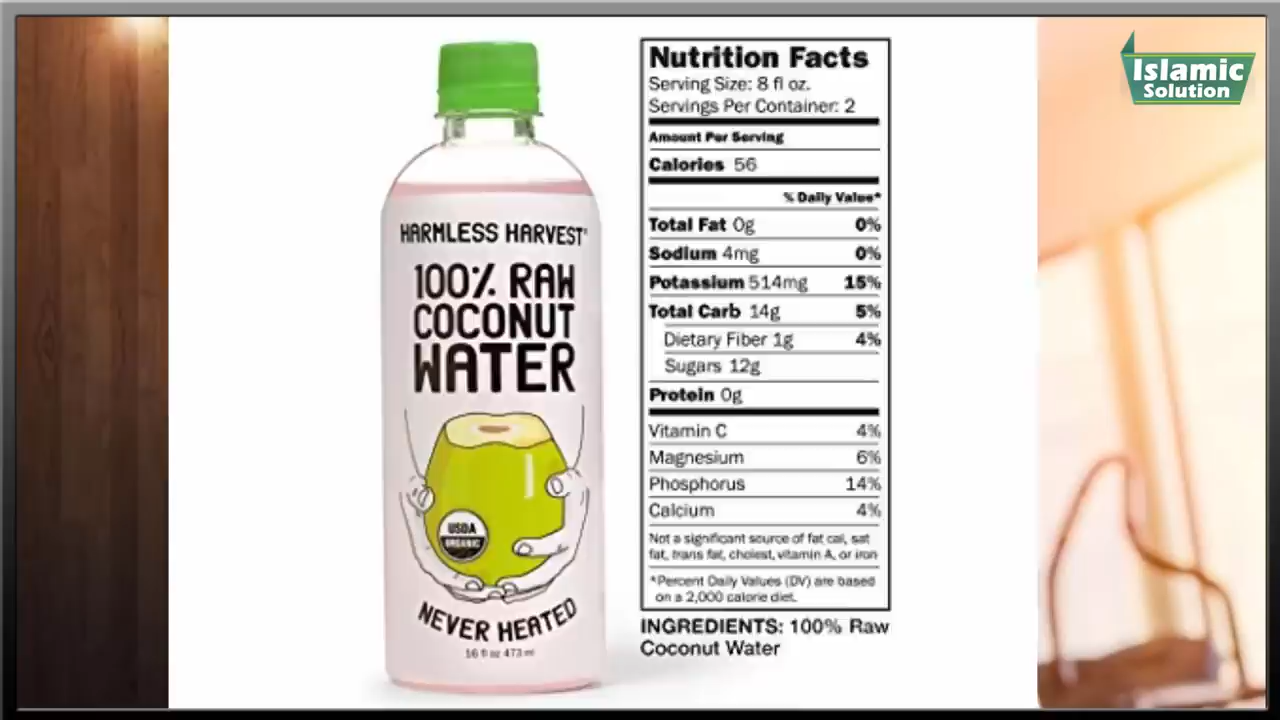 HARMLESS HARVEST®
100% RAW
COCONUT
WATER
USDA
ORGANIC
NEVER HEATED
16 fl oz 473 ml
Nutrition Facts
Serving Size: 8 fl oz.
Servings Per Container: 2
Amount Per Serving
Calories 56
% Daily Value*
Total Fat 0g 0%
Sodium 4mg 0%
Potassium 514mg 15%
Total Carb 14g 5%
Dietary Fiber 1g 4%
Sugars 12g
Protein 0g
Vitamin C 4%
Magnesium 6%
Phosphorus 14%
Calcium 4%
Not a significant source of fat cal, sat
fat, trans fat, cholest, vitamin A, or iron
*Percent Daily Values (DV) are based
on a 2,000 calorie diet.
INGREDIENTS: 100% Raw
Coconut Water
Islamic
Solution